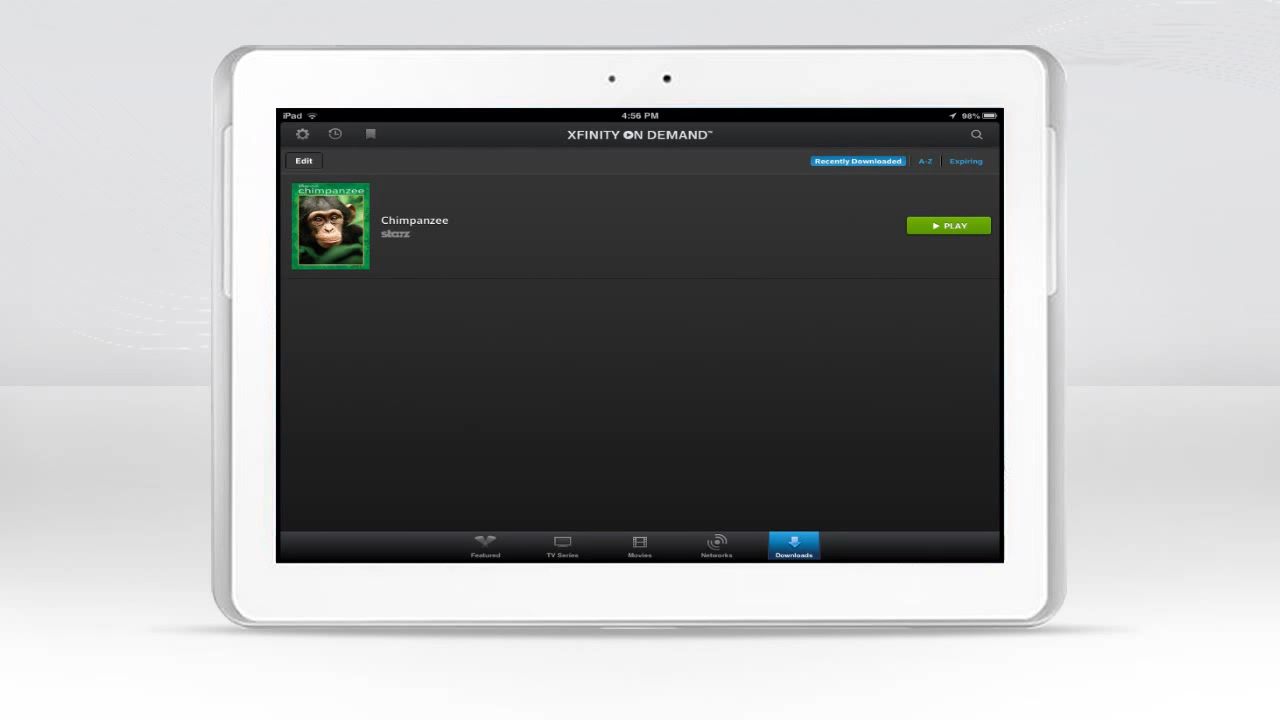 iPad 4:56 PM 98%
XFINITY ON DEMAND™
Edit Recently Downloaded A-Z Expiring
chimpanzee
Chimpanzee
starz
PLAY
Featured TV Series Movies Networks Downloads